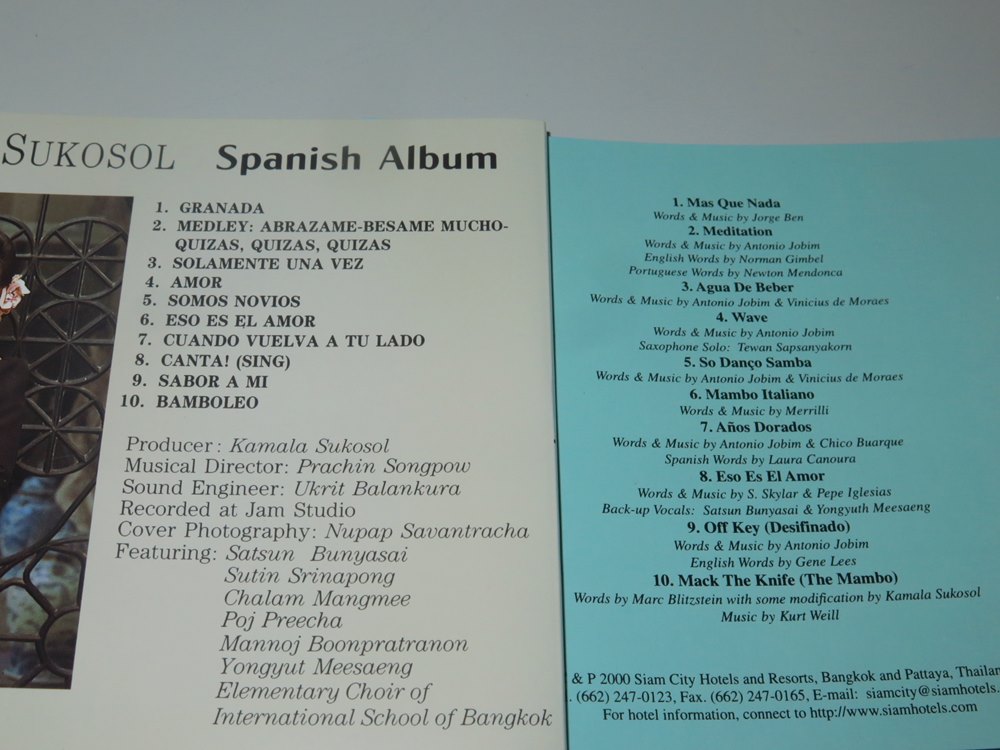 SUKOSOL Spanish Album
1. GRANADA
2. MEDLEY: ABRAZAME-BESAME MUCHO-
QUIZAS, QUIZAS, QUIZAS
3. SOLAMENTE UNA VEZ
4. AMOR
5. SOMOS NOVIOS
6. ESO ES EL AMOR
7. CUANDO VUELVA A TU LADO
8. CANTA! (SING)
9. SABOR A MI
10. BAMBOLEO
Producer : Kamala Sukosol
Musical Director: Prachin Songpow
Sound Engineer: Ukrit Balankura
Recorded at Jam Studio
Cover Photography: Nupap Savantracha
Featuring: Satsun Bunyasai
Sutin Srinapong
Chalam Mangmee
Poj Preecha
Mannoj Boonpratranon
Yongyut Meesaeng
Elementary Choir of
International School of Bangkok
1. Mas Que Nada
Words & Music by Jorge Ben
2. Meditation
Words & Music by Antonio Jobim
English Words by Norman Gimbel
Portuguese Words by Newton Mendonca
3. Agua De Beber
Words & Music by Antonio Jobim & Vinicius de Moraes
4. Wave
Words & Music by Antonio Jobim
Saxophone Solo: Tewan Sapsanyakorn
5. So Danço Samba
Words & Music by Antonio Jobim & Vinicius de Moraes
6. Mambo Italiano
Words & Music by Merrilli
7. Años Dorados
Words & Music by Antonio Jobim & Chico Buarque
Spanish Words by Laura Canoura
8. Eso Es El Amor
Words & Music by S. Skylar & Pepe Iglesias
Back-up Vocals: Satsun Bunyasai & Yongyuth Meesaeng
9. Off Key (Desifinado)
Words & Music by Antonio Jobim
English Words by Gene Lees
10. Mack The Knife (The Mambo)
Words by Marc Blitzstein with some modification by Kamala Sukosol
Music by Kurt Weill
& P 2000 Siam City Hotels and Resorts, Bangkok and Pattaya, Thailan
. (662) 247-0123, Fax. (662) 247-0165, E-mail: siamcity@siamhotels.
For hotel information, connect to http://www.siamhotels.com